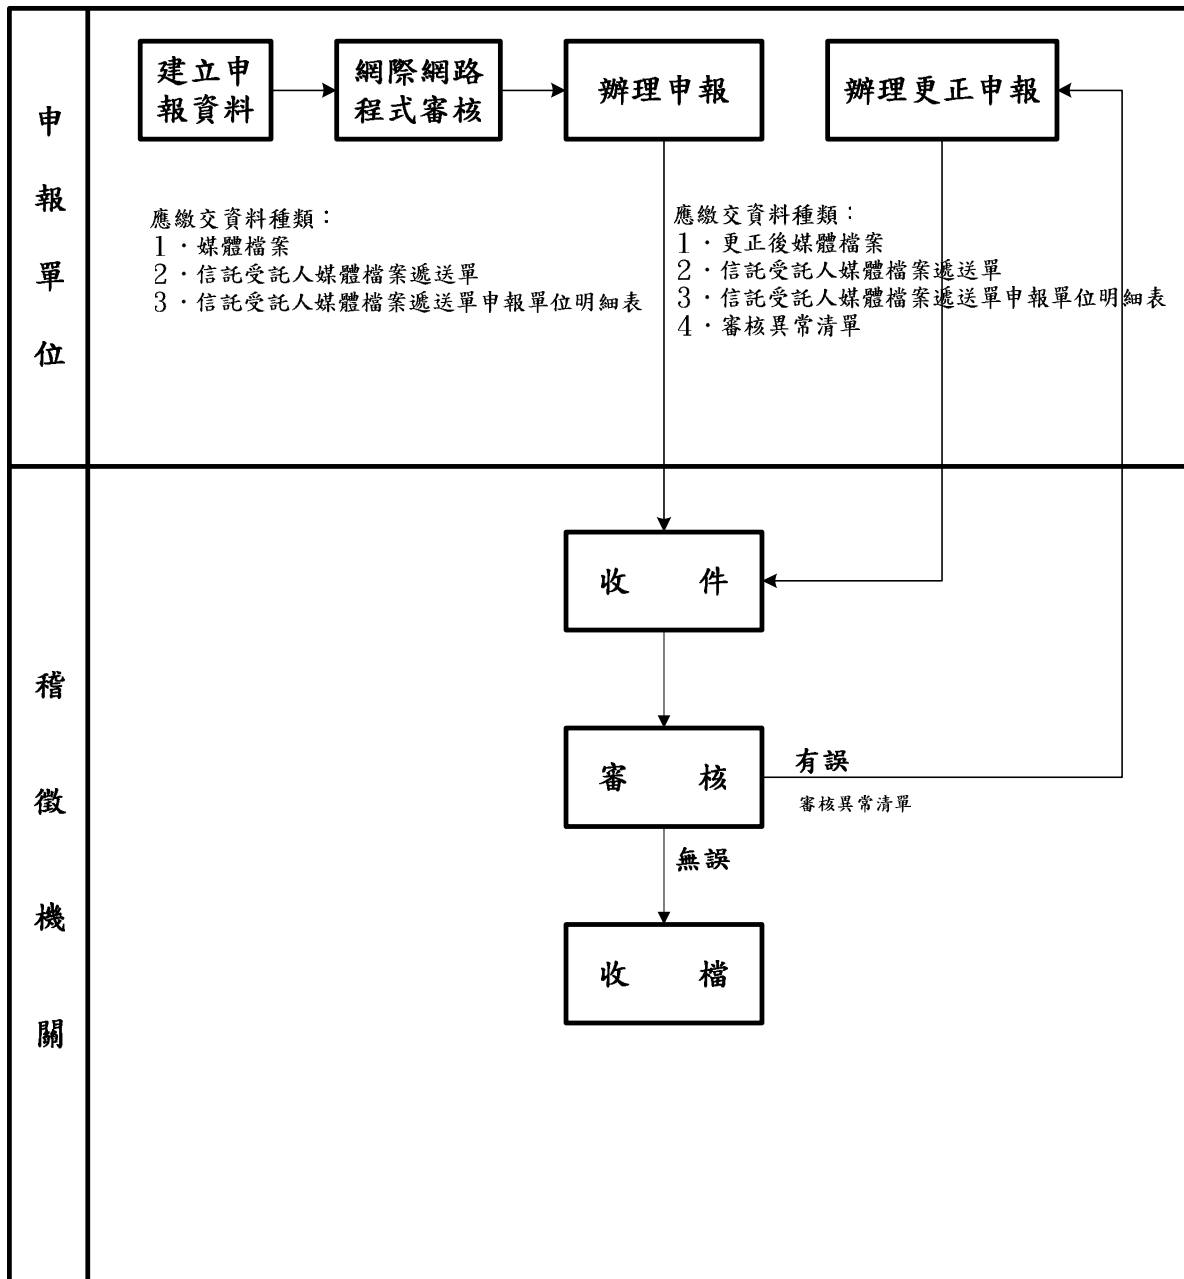 申報單位
建立申
報資料
網際網路
程式審核
辦理申報
辦理更正申報
應繳交資料種類：
１．媒體檔案
２．信託受託人媒體檔案遞送單
３．信託受託人媒體檔案遞送單申報單位明細表
應繳交資料種類：
１．更正後媒體檔案
２．信託受託人媒體檔案遞送單
３．信託受託人媒體檔案遞送單申報單位明細表
４．審核異常清單
稽徵機關
收　件
審　核
有誤
審核異常清單
無誤
收　檔